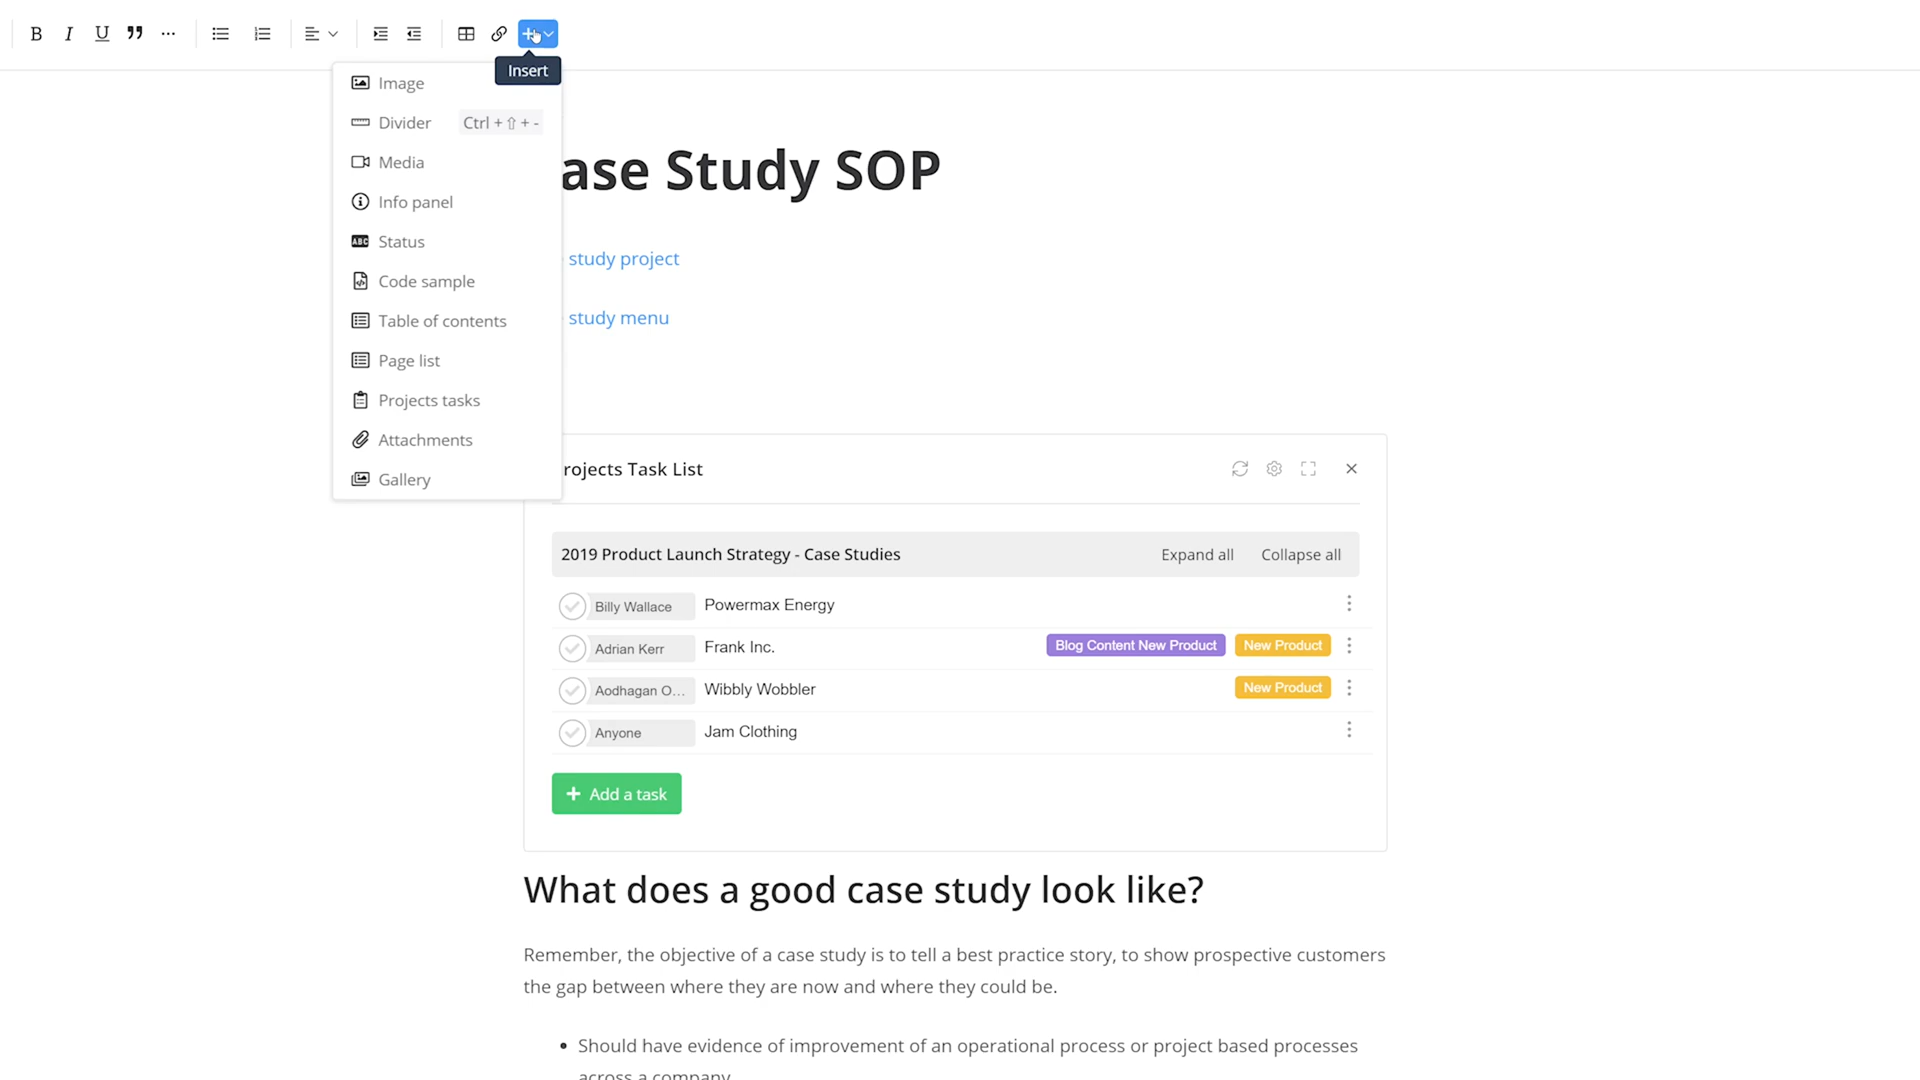 B I U
Insert
Image
Divider Ctrl + ⇧ + -
Media
Info panel
Status
Code sample
Table of contents
Page list
Projects tasks
Attachments
Gallery
ase Study SOP
study project
study menu
rojects Task List
2019 Product Launch Strategy - Case Studies Expand all Collapse all
Billy Wallace Powermax Energy
Adrian Kerr Frank Inc. Blog Content New Product New Product
Aodhagan O... Wibbly Wobbler New Product
Anyone Jam Clothing
+ Add a task
What does a good case study look like?
Remember, the objective of a case study is to tell a best practice story, to show prospective customers
the gap between where they are now and where they could be.
• Should have evidence of improvement of an operational process or project based processes
across a company